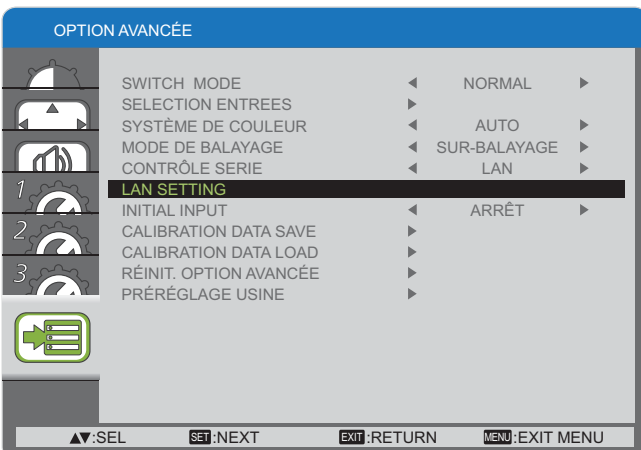 OPTION AVANCÉE
SWITCH MODE NORMAL
SELECTION ENTREES
SYSTÈME DE COULEUR AUTO
MODE DE BALAYAGE SUR-BALAYAGE
CONTRÔLE SERIE LAN
LAN SETTING
INITIAL INPUT ARRÊT
CALIBRATION DATA SAVE
CALIBRATION DATA LOAD
RÉINIT. OPTION AVANCÉE
PRÉRÉGLAGE USINE
1
2
3
▲▼:SEL SET:NEXT EXIT:RETURN MENU:EXIT MENU